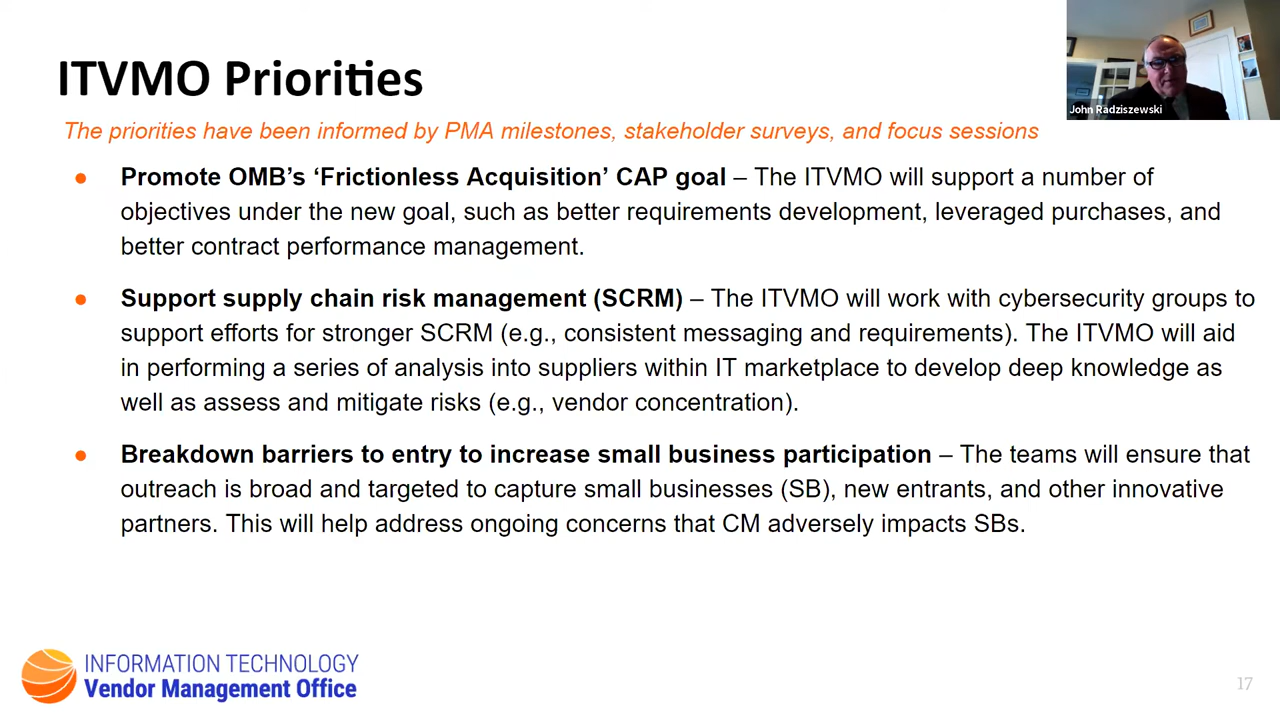 ITVMO Priorities
John Radziszewski
The priorities have been informed by PMA milestones, stakeholder surveys, and focus sessions
● Promote OMB’s ‘Frictionless Acquisition’ CAP goal – The ITVMO will support a number of
objectives under the new goal, such as better requirements development, leveraged purchases, and
better contract performance management.
● Support supply chain risk management (SCRM) – The ITVMO will work with cybersecurity groups to
support efforts for stronger SCRM (e.g., consistent messaging and requirements). The ITVMO will aid
in performing a series of analysis into suppliers within IT marketplace to develop deep knowledge as
well as assess and mitigate risks (e.g., vendor concentration).
● Breakdown barriers to entry to increase small business participation – The teams will ensure that
outreach is broad and targeted to capture small businesses (SB), new entrants, and other innovative
partners. This will help address ongoing concerns that CM adversely impacts SBs.
INFORMATION TECHNOLOGY
Vendor Management Office
17